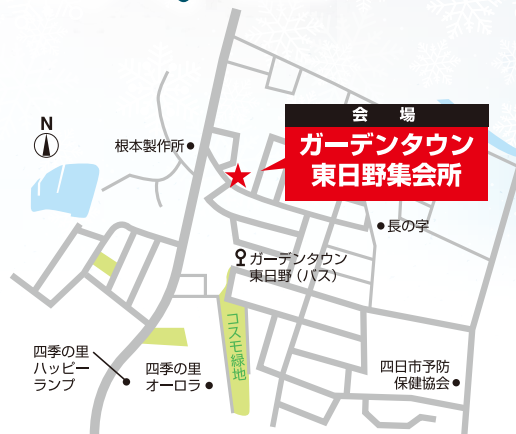 N
会場
ガーデンタウン
東日野集会所
根本製作所
長の字
ガーデンタウン
東日野（バス）
コスモ緑地
四季の里
ハッピー
ランプ
四季の里
オーロラ
四日市予防
保健協会